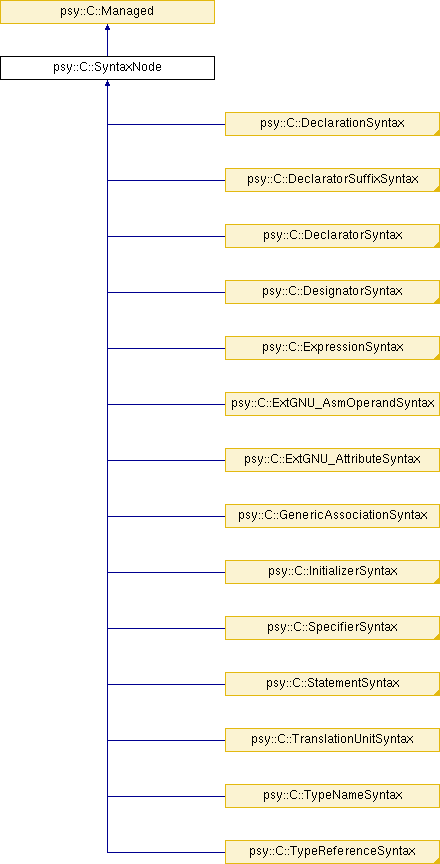 psy::C::Managed
psy::C::SyntaxNode
psy::C::DeclarationSyntax
psy::C::DeclaratorSuffixSyntax
psy::C::DeclaratorSyntax
psy::C::DesignatorSyntax
psy::C::ExpressionSyntax
psy::C::ExtGNU_AsmOperandSyntax
psy::C::ExtGNU_AttributeSyntax
psy::C::GenericAssociationSyntax
psy::C::InitializerSyntax
psy::C::SpecifierSyntax
psy::C::StatementSyntax
psy::C::TranslationUnitSyntax
psy::C::TypeNameSyntax
psy::C::TypeReferenceSyntax